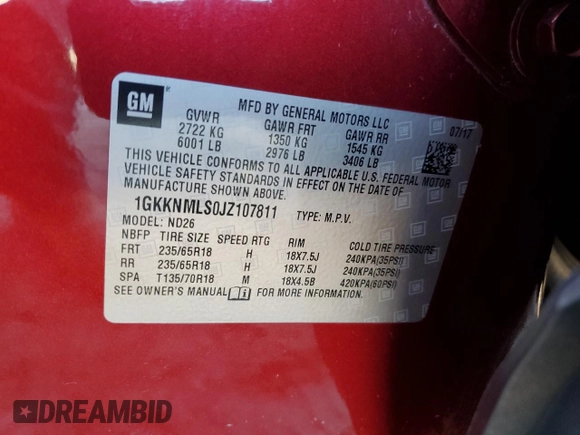 GM
MFD BY GENERAL MOTORS LLC
07/17
GVWR GAWR FRT GAWR RR
2722 KG 1350 KG 1545 KG
6001 LB 2976 LB 3406 LB
THIS VEHICLE CONFORMS TO ALL APPLICABLE U.S. FEDERAL MOTOR
VEHICLE SAFETY STANDARDS IN EFFECT ON THE DATE OF
MANUFACTURE SHOWN ABOVE.
1GKKNMLS0JZ107811 TYPE: M.P.V.
MODEL: ND26
NBFP TIRE SIZE SPEED RTG RIM COLD TIRE PRESSURE
FRT 235/65R18 H 18X7.5J 240KPA(35PSI)
RR 235/65R18 H 18X7.5J 240KPA(35PSI)
SPA T135/70R18 M 18X4.5B 420KPA(60PSI)
SEE OWNER'S MANUAL FOR MORE INFORMATION.
DREAMBID